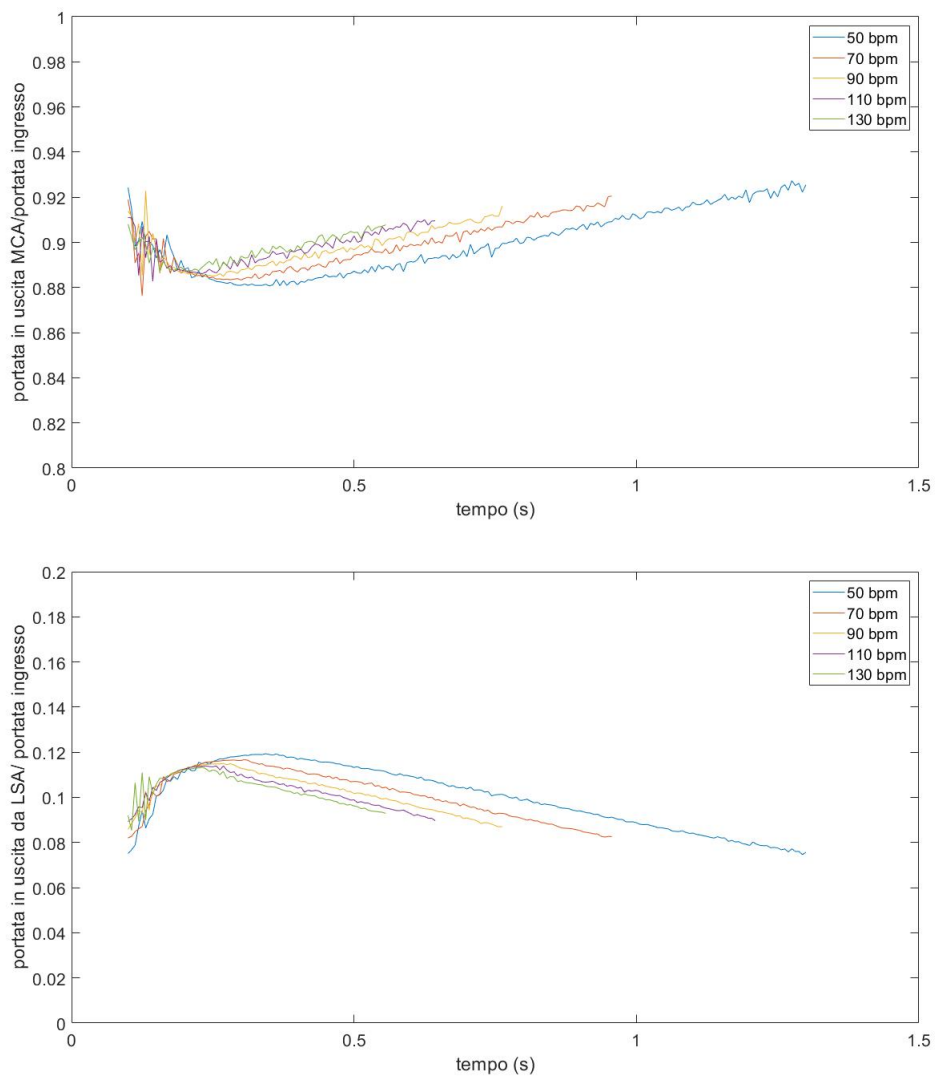 portata in uscita MCA/portata ingresso
1
0.98
0.96
0.94
0.92
0.9
0.88
0.86
0.84
0.82
0.8
50 bpm
70 bpm
90 bpm
110 bpm
130 bpm
0
0.5
1
1.5
tempo (s)
portata in uscita da LSA/ portata ingresso
0.2
0.18
0.16
0.14
0.12
0.1
0.08
0.06
0.04
0.02
0
50 bpm
70 bpm
90 bpm
110 bpm
130 bpm
0
0.5
1
1.5
tempo (s)